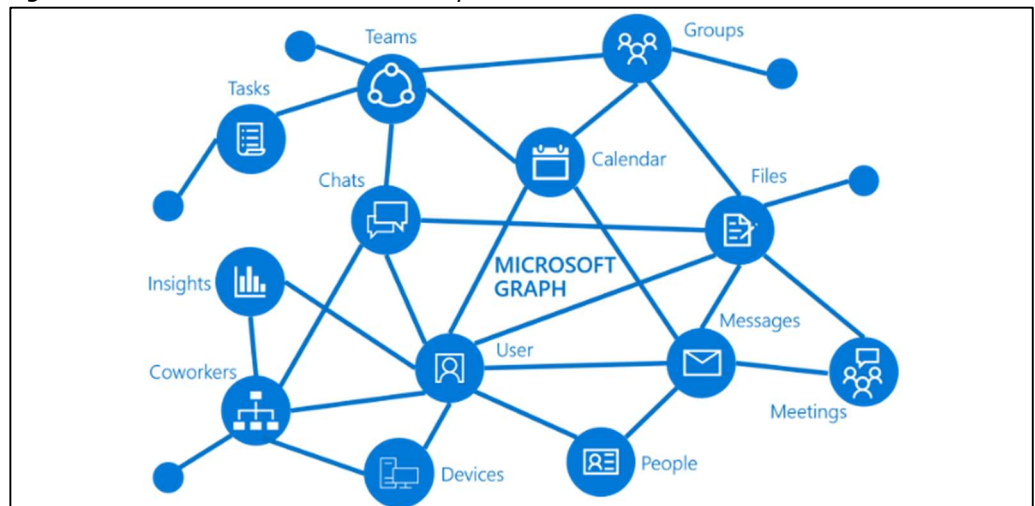 Teams
Groups
Tasks
Calendar
Chats
Files
MICROSOFT
GRAPH
Insights
Messages
User
Coworkers
Meetings
People
Devices